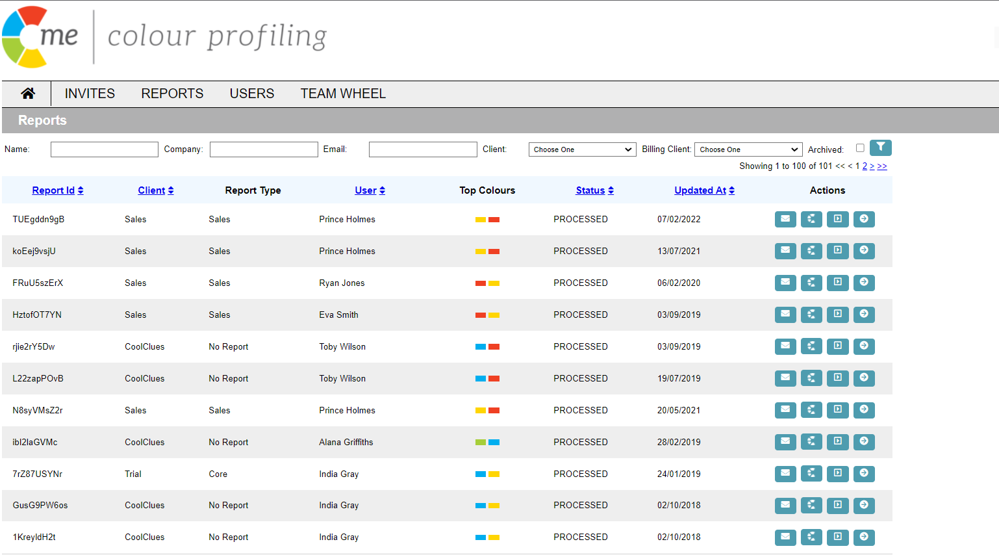 me | colour profiling
INVITES REPORTS USERS TEAM WHEEL
Reports
Name: Company: Email: Client: Choose One Billing Client: Choose One Archived:
Showing 1 to 100 of 101 << < 1 2 > >>
Report Id Client Report Type User Top Colours Status Updated At Actions
TUEgddn9gB Sales Sales Prince Holmes PROCESSED 07/02/2022
koEej9vsjU Sales Sales Prince Holmes PROCESSED 13/07/2021
FRuU5szErX Sales Sales Ryan Jones PROCESSED 06/02/2020
HztofOT7YN Sales Sales Eva Smith PROCESSED 03/09/2019
rjie2rY5Dw CoolClues No Report Toby Wilson PROCESSED 03/09/2019
L22zapPOvB CoolClues No Report Toby Wilson PROCESSED 19/07/2019
N8syVMsZ2r Sales Sales Prince Holmes PROCESSED 20/05/2021
ibI2laGVMc CoolClues No Report Alana Griffiths PROCESSED 28/02/2019
7rZ87USYNr Trial Core India Gray PROCESSED 24/01/2019
GusG9PW6os CoolClues No Report India Gray PROCESSED 02/10/2018
1KreyldH2t CoolClues No Report India Gray PROCESSED 02/10/2018